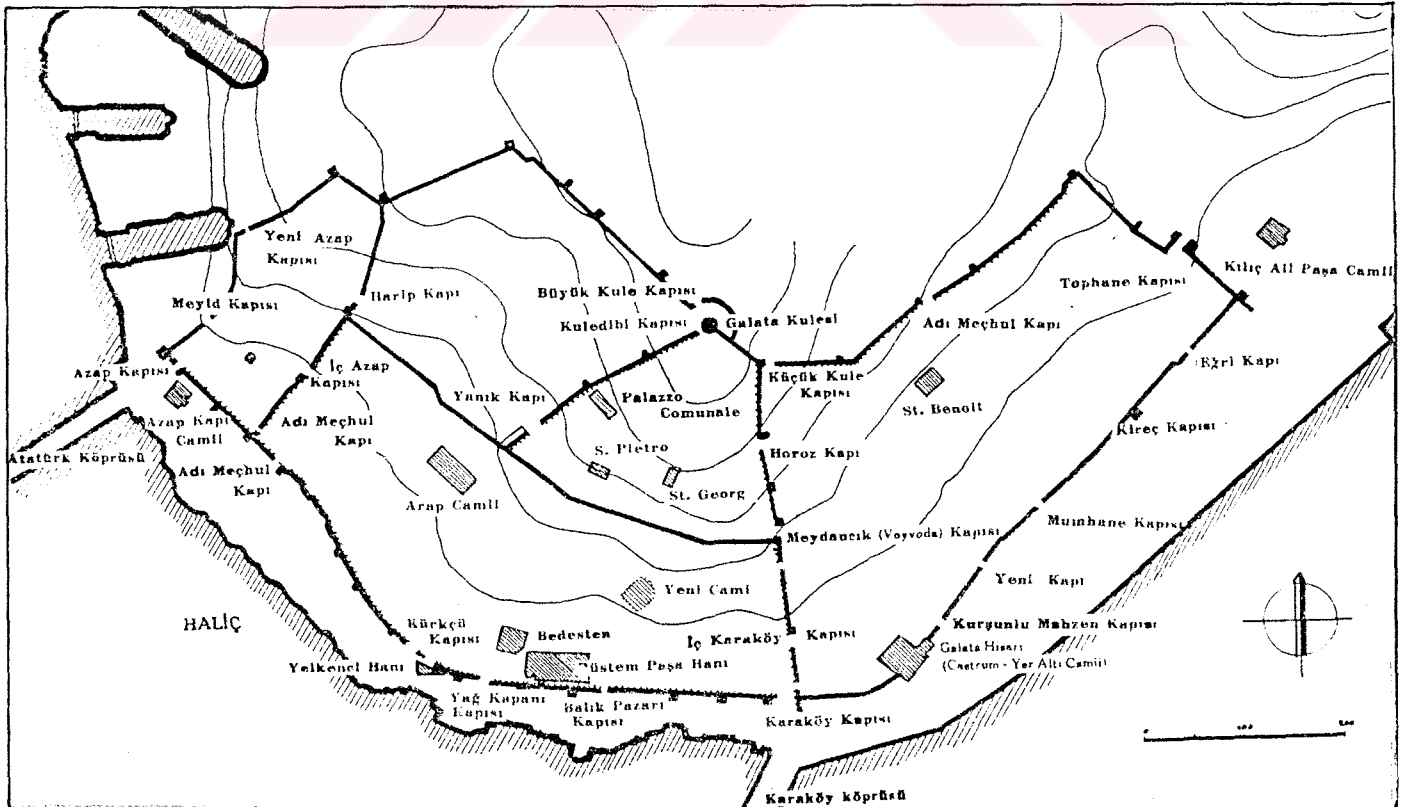 Yeni Azap
Kapısı
Meyid Kapısı
Harip Kapı
Büyük Kule Kapısı
Kuledibi Kapısı
Galata Kulesi
Adı Meçhul Kapı
Tophane Kapısı
Kılıç Ali Paşa Camii
Azap Kapısı
İç Azap
Kapısı
Yanık Kapı
Palazzo
Comunale
Küçük Kule
Kapısı
St. Benoit
Eğri Kapı
Kireç Kapısı
Azap Kapı
Camii
Adı Meçhul
Kapı
Atatürk Köprüsü
Adı Meçhul
Kapı
S. Pietro
St. Georg
Horoz Kapı
Arap Camii
Meydancık (Voyvoda) Kapısı
Mumhane Kapısı
Yeni Kapı
Yeni Cami
HALİÇ
Kürkçü
Kapısı
Bedesten
İç Karaköy Kapısı
Kurşunlu Mahzen Kapısı
Galata Hisarı
(Castrum - Yer Altı Camii)
Yelkenci Hanı
Rüstem Paşa Hanı
Yağ Kapanı
Kapısı
Balık Pazarı
Kapısı
Karaköy Kapısı
Karaköy köprüsü